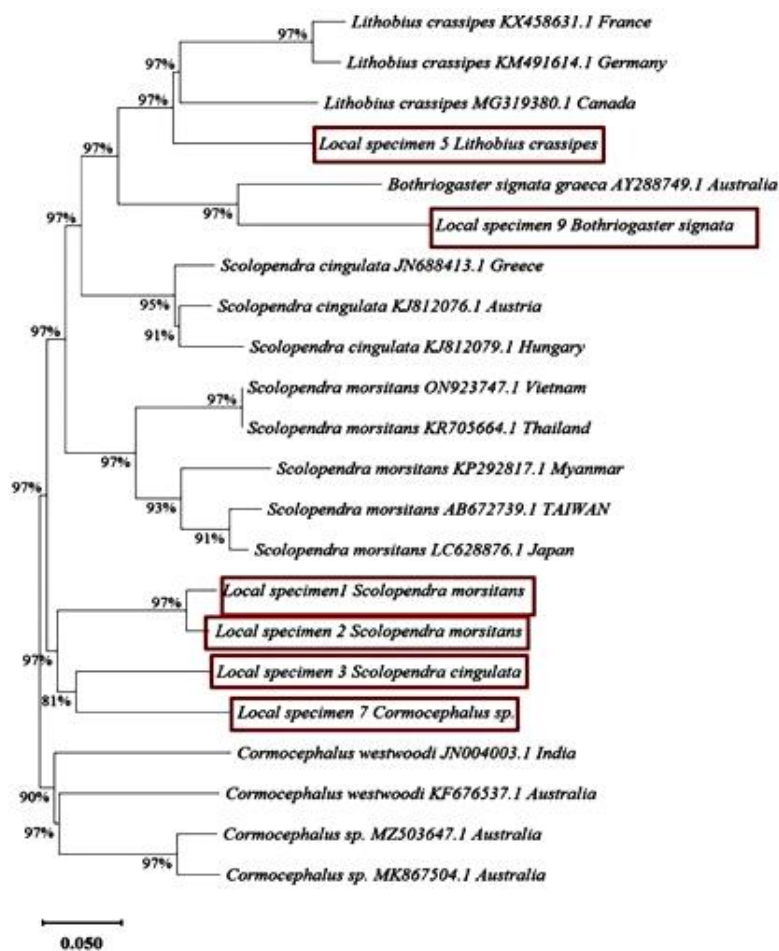 Lithobius crassipes KX458631.1 France
97%
Lithobius crassipes KM491614.1 Germany
97%
Lithobius crassipes MG319380.1 Canada
97%
Local specimen 5 Lithobius crassipes
97%
Bothriogaster signata graeca AY288749.1 Australia
97%
Local specimen 9 Bothriogaster signata
97%
Scolopendra cingulata JN688413.1 Greece
95%
Scolopendra cingulata KJ812076.1 Austria
91%
Scolopendra cingulata KJ812079.1 Hungary
97%
Scolopendra morsitans ON923747.1 Vietnam
97%
Scolopendra morsitans KR705664.1 Thailand
97%
Scolopendra morsitans KP292817.1 Myanmar
97%
93%
Scolopendra morsitans AB672739.1 TAIWAN
91%
Scolopendra morsitans LC628876.1 Japan
Local specimen1 Scolopendra morsitans
97%
Local specimen 2 Scolopendra morsitans
97%
Local specimen 3 Scolopendra cingulata
81%
Local specimen 7 Cormocephalus sp.
Cormocephalus westwoodi JN004003.1 India
90%
Cormocephalus westwoodi KF676537.1 Australia
97%
Cormocephalus sp. MZ503647.1 Australia
97%
Cormocephalus sp. MK867504.1 Australia
0.050